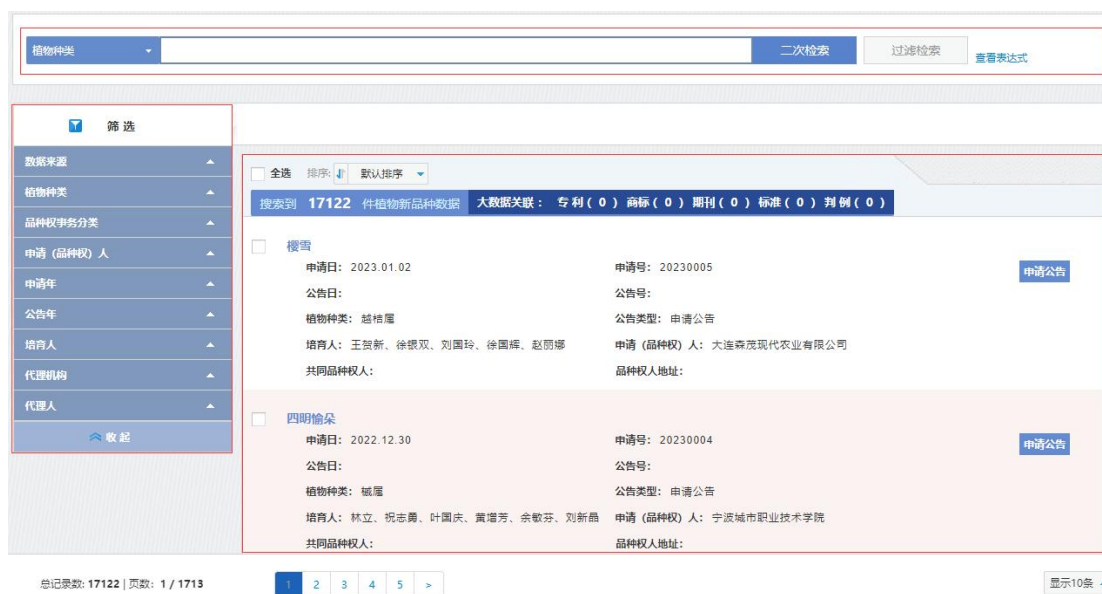 植物种类
二次检索
过滤检索
查看表达式
筛选
数据来源
植物种类
品种权事务分类
申请（品种权）人
申请年
公告年
培育人
代理机构
代理人
收起
全选 排序: 默认排序
搜索到 17122 件植物新品种数据 大数据关联： 专利(0) 商标(0) 期刊(0) 标准(0) 判例(0)
樱雪
申请日： 2023.01.02 申请号： 20230005 申请公告
公告日： 公告号：
植物种类： 越桔属 公告类型： 申请公告
培育人： 王贺新、徐银双、刘国玲、徐国辉、赵丽娜 申请（品种权）人： 大连森茂现代农业有限公司
共同品种权人： 品种权人地址：
四明愉朵
申请日： 2022.12.30 申请号： 20230004 申请公告
公告日： 公告号：
植物种类： 槭属 公告类型： 申请公告
培育人： 林立、祝志勇、叶国庆、黄增芳、余敏芬、刘新晶 申请（品种权）人： 宁波城市职业技术学院
共同品种权人： 品种权人地址：
总记录数: 17122 | 页数: 1 / 1713 1 2 3 4 5 > 显示10条